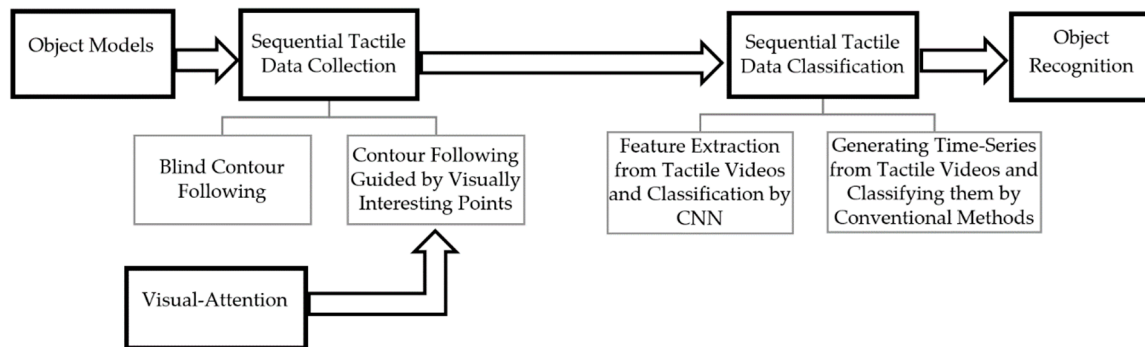 Object Models
Sequential Tactile
Data Collection
Sequential Tactile
Data Classification
Object
Recognition
Blind Contour
Following
Contour Following
Guided by Visually
Interesting Points
Feature Extraction
from Tactile Videos
and Classification by
CNN
Generating Time-Series
from Tactile Videos and
Classifying them by
Conventional Methods
Visual-Attention